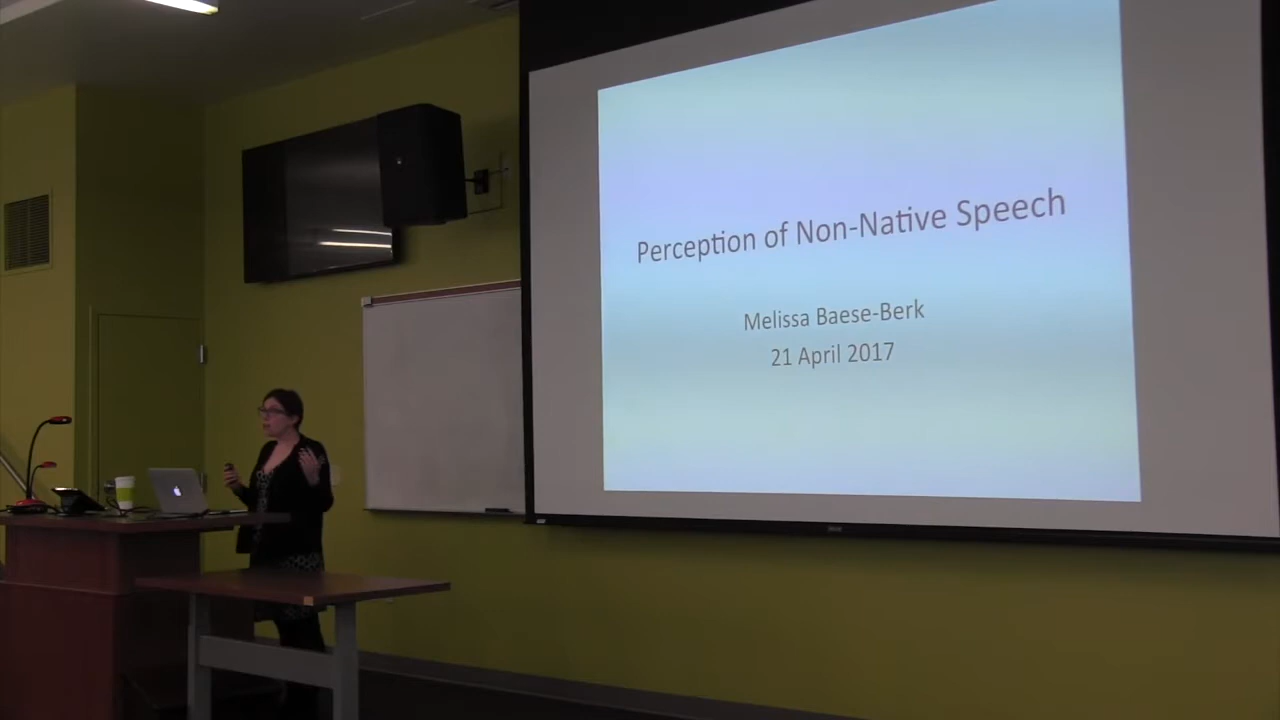 Perception of Non-Native Speech
Melissa Baese-Berk
21 April 2017